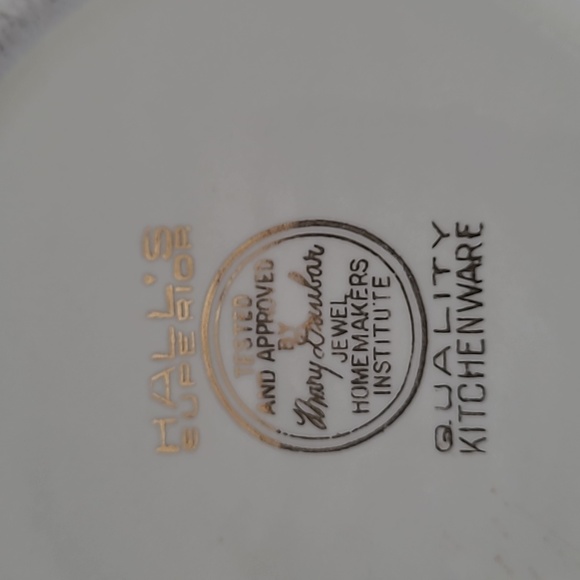 HALL'S
SUPERIOR
TESTED
AND APPROVED
BY
Mary Dunbar
JEWEL
HOMEMAKERS
INSTITUTE
QUALITY
KITCHENWARE